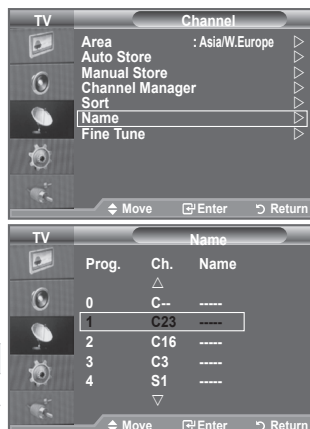 TV Channel
Area : Asia/W.Europe ▷
Auto Store ▷
Manual Store ▷
Channel Manager ▷
Sort ▷
Name ▷
Fine Tune ▷
Move Enter Return
TV Name
Prog. Ch. Name
△
0 C-- -----
1 C23 -----
2 C16 -----
3 C3 -----
4 S1 -----
▽
Move Enter Return